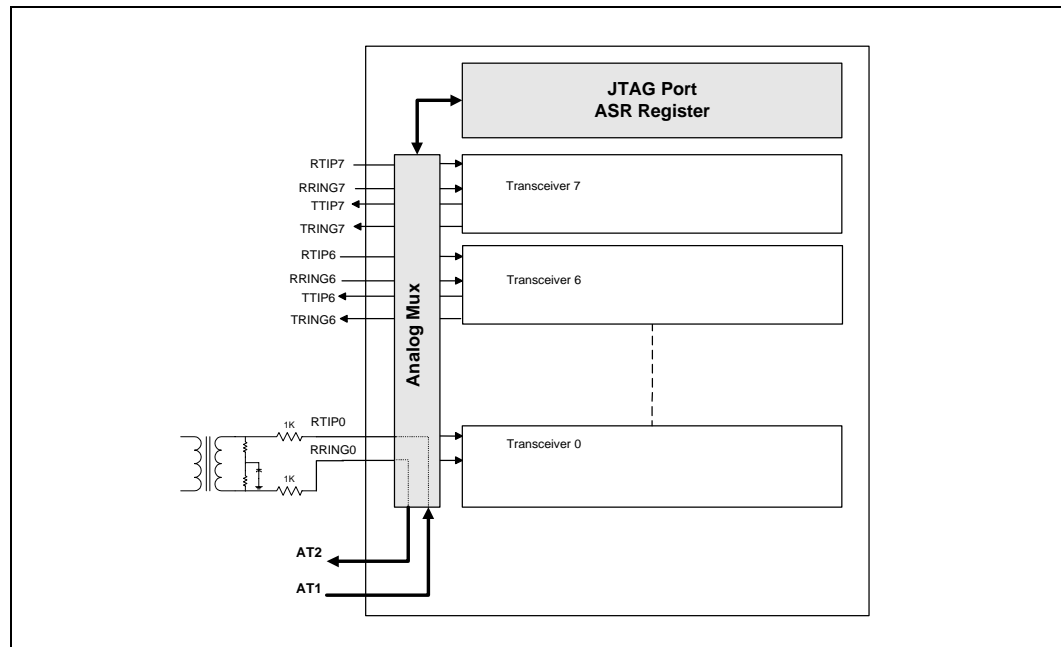 JTAG Port
ASR Register
RTIP7
RRING7
TTIP7
TRING7
Transceiver 7
RTIP6
RRING6
TTIP6
TRING6
Transceiver 6
Analog Mux
1K
RTIP0
RRING0
1K
Transceiver 0
AT2
AT1